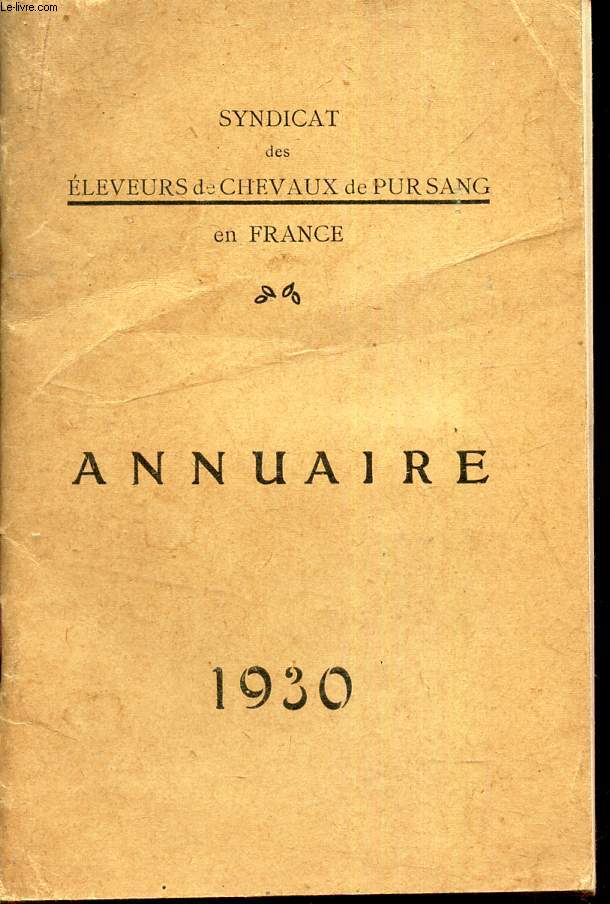 Le-livre.com
SYNDICAT
des
ÉLEVEURS de CHEVAUX de PUR SANG
en FRANCE
ANNUAIRE
1930